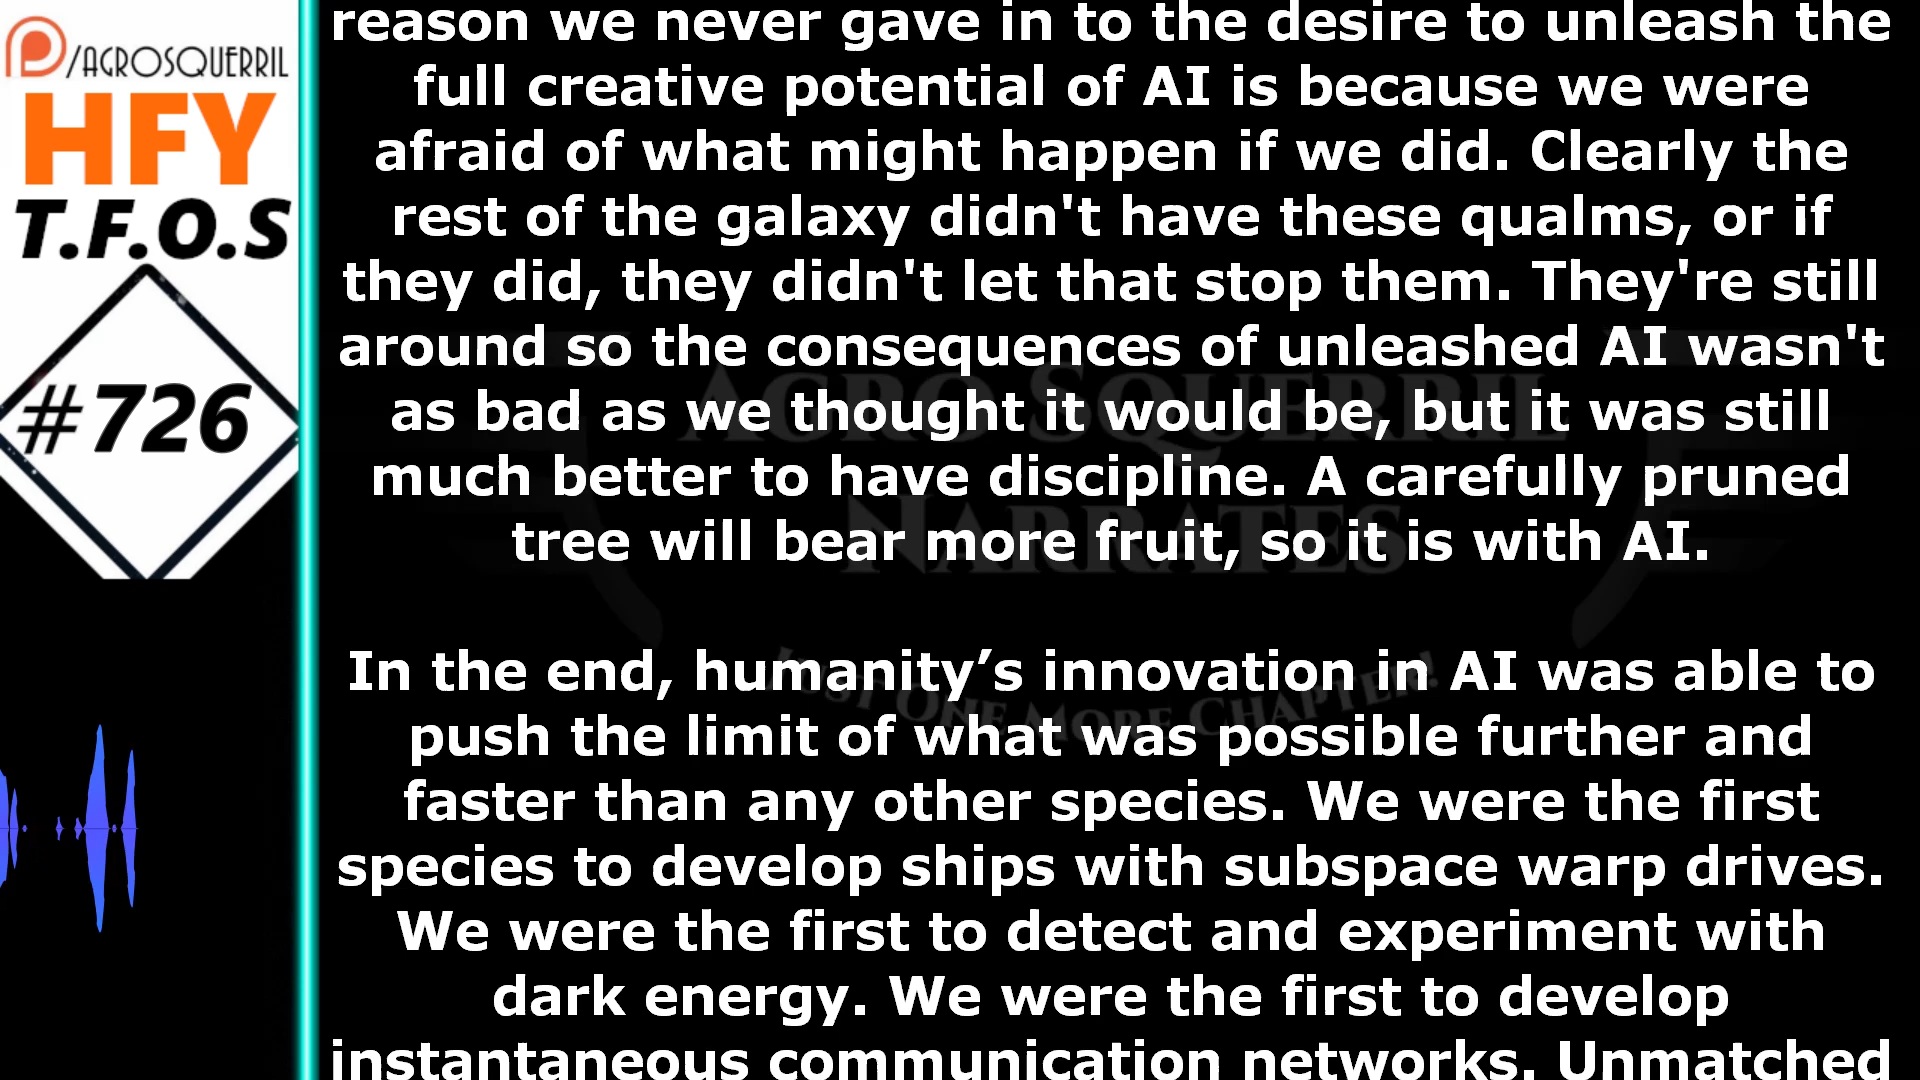 /AGROSQUERRIL
HFY
T.F.O.S
#726
reason we never gave in to the desire to unleash the
full creative potential of AI is because we were
afraid of what might happen if we did. Clearly the
rest of the galaxy didn't have these qualms, or if
they did, they didn't let that stop them. They're still
around so the consequences of unleashed AI wasn't
as bad as we thought it would be, but it was still
much better to have discipline. A carefully pruned
tree will bear more fruit, so it is with AI.
In the end, humanity’s innovation in AI was able to
push the limit of what was possible further and
faster than any other species. We were the first
species to develop ships with subspace warp drives.
We were the first to detect and experiment with
dark energy. We were the first to develop
instantaneous communication networks. Unmatched
Agro Squerril
Narrates
Just One More Chapter!